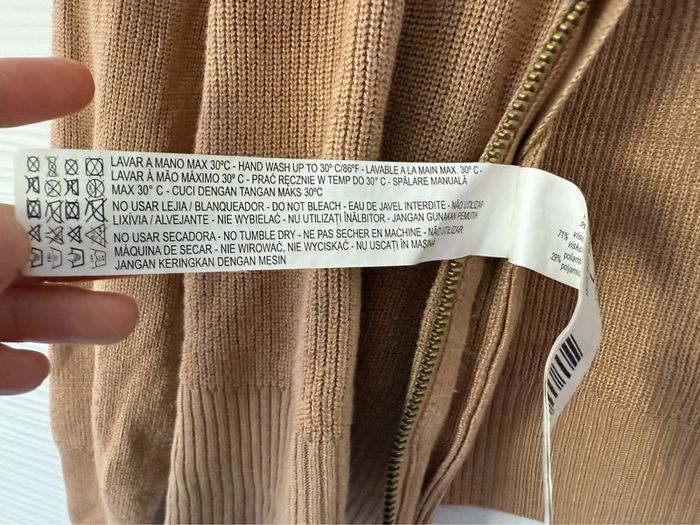 LAVAR A MANO MAX 30ºC - HAND WASH UP TO 30º C/86ºF - LAVABLE A LA MAIN MAX. 30º C -
LAVAR À MÃO MÁXIMO 30º C - PRAĆ RĘCZNIE W TEMP DO 30° C - SPĂLARE MANUALĂ
MAX 30° C - CUCI DENGAN TANGAN MAKS 30ºC
NO USAR LEJIA / BLANQUEADOR - DO NOT BLEACH - EAU DE JAVEL INTERDITE - NÃO UTILIZAR
LIXÍVIA / ALVEJANTE - NIE WYBIELAĆ - NU UTILIZAȚI ÎNĂLBITOR - JANGAN GUNAKAN PEMUTIH
NO USAR SECADORA - NO TUMBLE DRY - NE PAS SECHER EN MACHINE - NÃO UTILIZAR
MÁQUINA DE SECAR - NIE WIROWAĆ, NIE WYCISKAĆ - NU USCAȚI ÎN MAȘINĂ
JANGAN KERINGKAN DENGAN MESIN
71%
29%